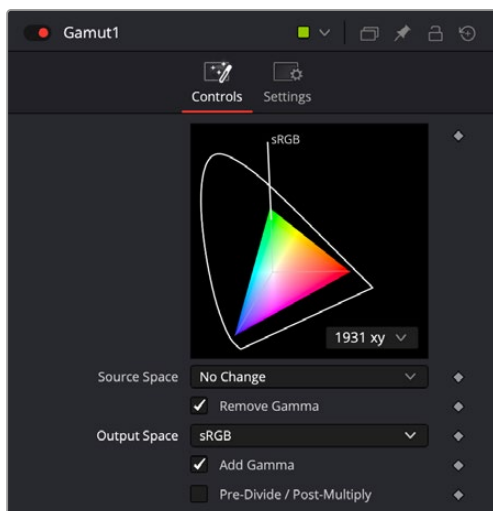 Gamut1
Controls Settings
sRGB
1931 xy
Source Space No Change
Remove Gamma
Output Space sRGB
Add Gamma
Pre-Divide / Post-Multiply